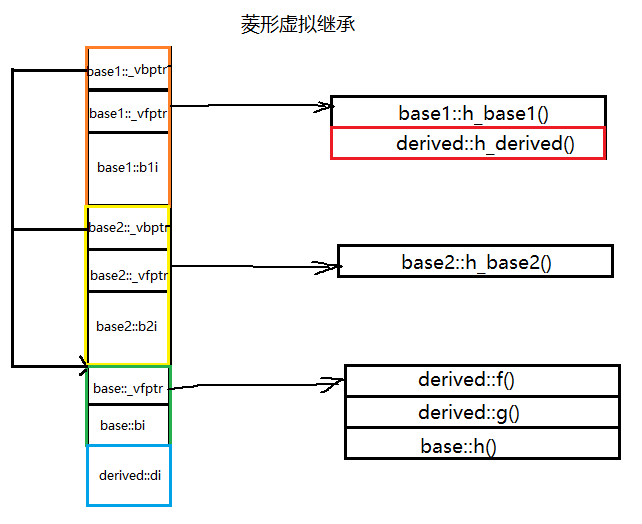 菱形虚拟继承
base1::_vbptr
base1::_vfptr
base1::b1i
base2::_vbptr
base2::_vfptr
base2::b2i
base::_vfptr
base::bi
derived::di
base1::h_base1()
derived::h_derived()
base2::h_base2()
derived::f()
derived::g()
base::h()